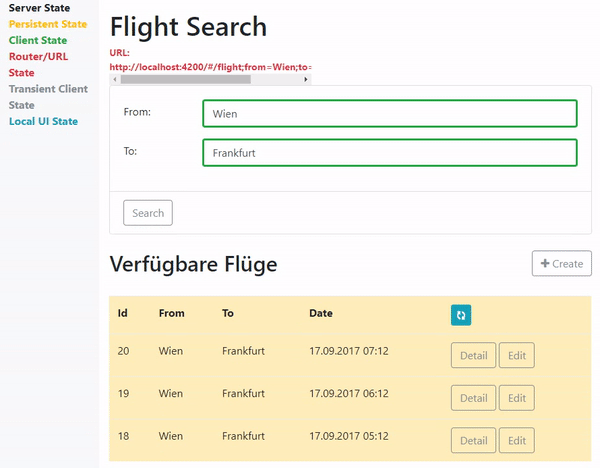 Server State
Persistent State
Client State
Router/URL
State
Transient Client
State
Local UI State
Flight Search
URL:
http://localhost:4200/#/flight;from=Wien;to=
From:
Wien
To:
Frankfurt
Search
Verfügbare Flüge
Create
Id From To Date
20 Wien Frankfurt 17.09.2017 07:12 Detail Edit
19 Wien Frankfurt 17.09.2017 06:12 Detail Edit
18 Wien Frankfurt 17.09.2017 05:12 Detail Edit